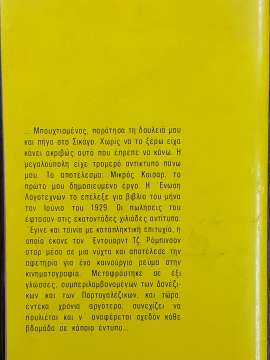 ... Μπουχτισμένος, παράτησα τη δουλειά μου
και πήγα στο Σικάγο. Χωρίς να το ξέρω είχα
κάνει ακριβώς αυτό που έπρεπε να κάνω. Η
μεγαλούπολη είχε τρομερό αντίκτυπο πάνω
μου. Το αποτέλεσμα: Μικρός Καίσαρ, το
πρώτο μου δημοσιευμένο έργο. Η Ένωση
Λογοτεχνών το επέλεξε για βιβλίο του μήνα
τον Ιούνιο του 1929. Οι πωλήσεις του
έφτασαν στις εκατοντάδες χιλιάδες αντίτυπα.
Έγινε και ταινία με καταπληκτική επιτυχία, η
οποία έκανε τον Έντουαρντ Τζ. Ρόμπινσον
σταρ μέσα σε μια νύχτα και αποτέλεσε την
αφετηρία για ένα καινούργιο ρεύμα στην
κινηματογραφία. Μεταφράστηκε σε έξι
γλώσσες, συμπεριλαμβανομένων των δανέζι-
κων και των Πορτογαλέζικων, και τώρα,
έντεκα χρόνια αργότερα, συνεχίζει να
πουλιέται και ν' αναφέρεται σχεδόν κάθε
βδομάδα σε κάποιο έντυπο...